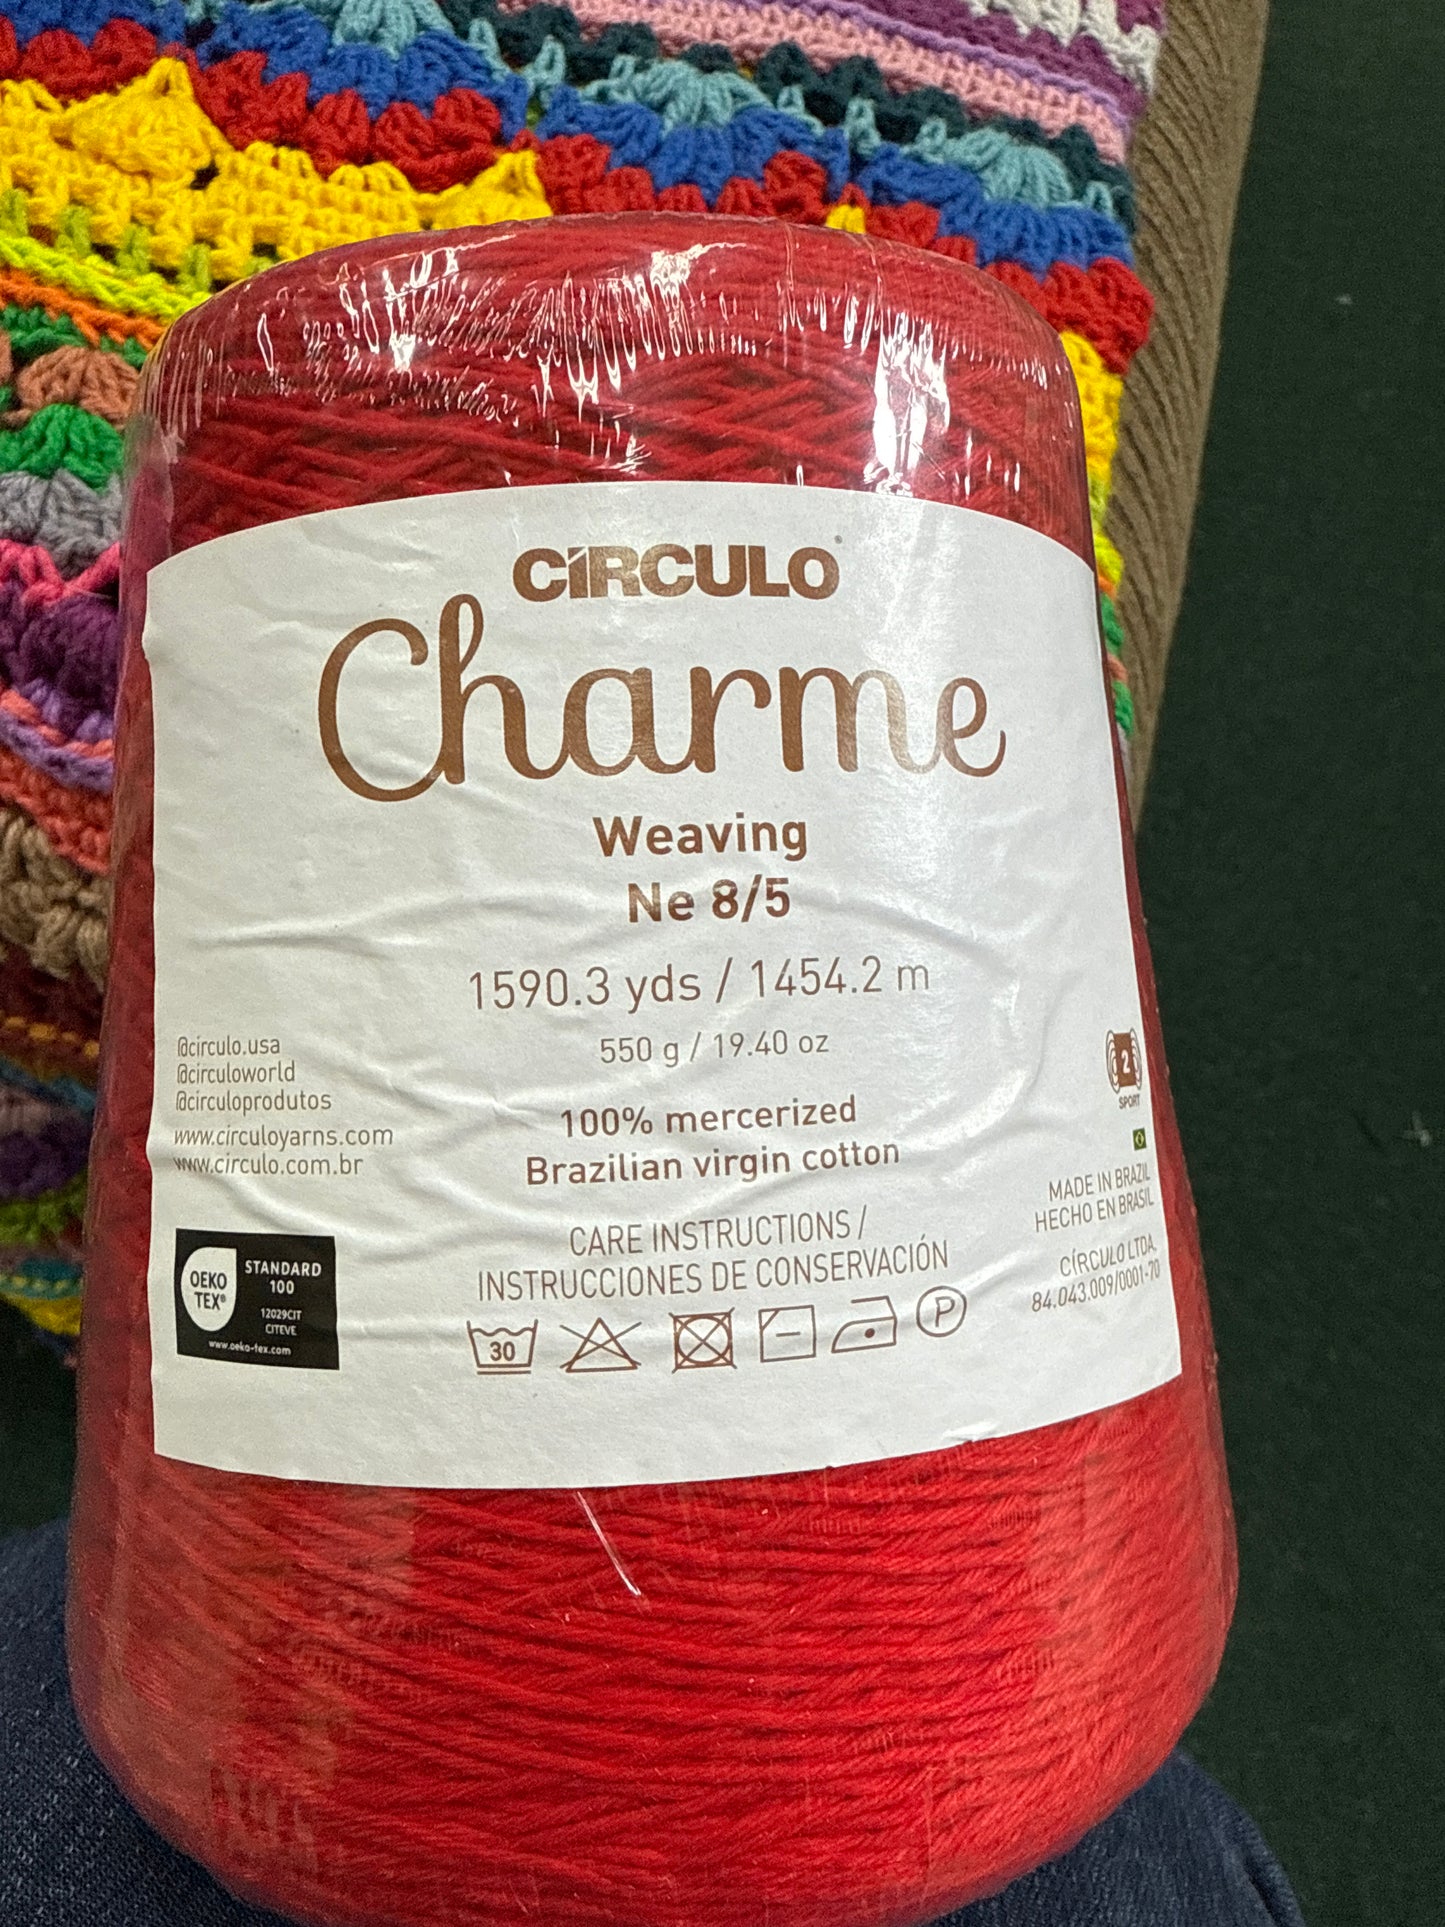 CÍRCULO
Charme
Weaving
Ne 8/5
1590.3 yds / 1454.2 m
550 g / 19.40 oz
100% mercerized
Brazilian virgin cotton
@circulo.usa
@circuloworld
@circuloprodutos
www.circuloyarns.com
www.circulo.com.br
2
SPORT
MADE IN BRAZIL
HECHO EN BRASIL
CÍRCULO LTDA.
84.043.009/0001-70
OEKO
TEX®
STANDARD
100
12029CIT
CITEVE
www.oeko-tex.com
CARE INSTRUCTIONS /
INSTRUCCIONES DE CONSERVACIÓN
30
P